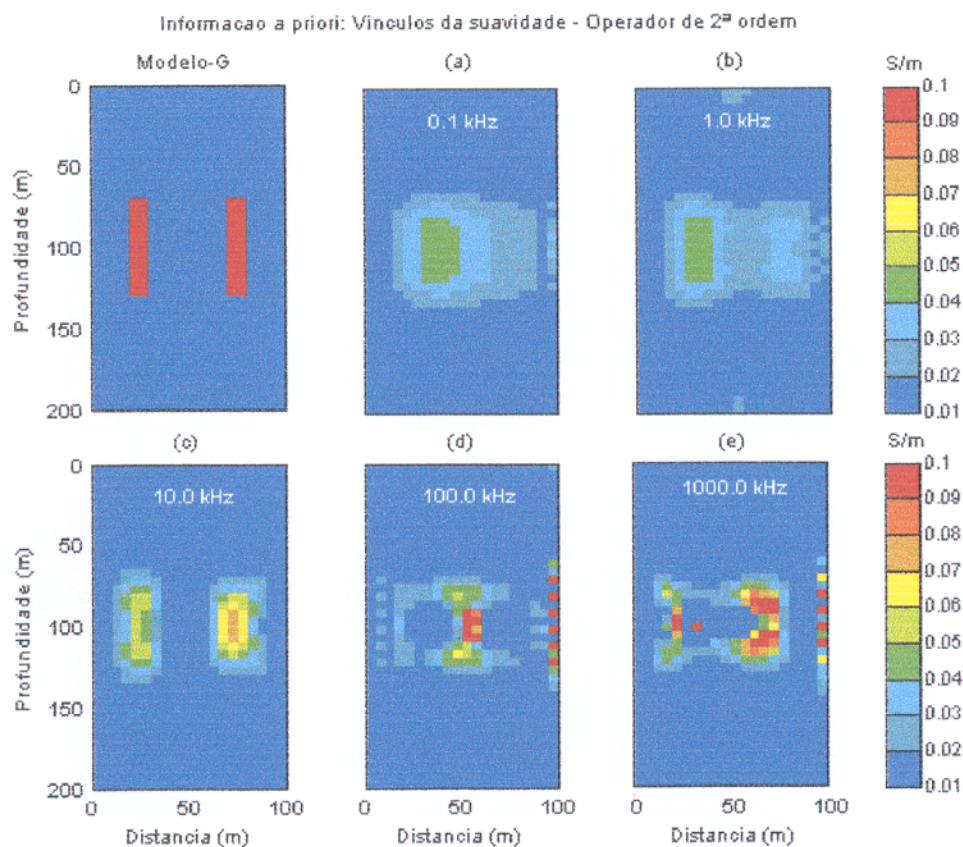 Informacao a priori: Vinculos da suavidade - Operador de 2ª ordem
Modelo-G
(a)
(b)
S/m
0.1 kHz
1.0 kHz
0
50
100
150
200
Profundidade (m)
0.1
0.09
0.08
0.07
0.06
0.05
0.04
0.03
0.02
0.01
(c)
(d)
(e)
S/m
10.0 kHz
100.0 kHz
1000.0 kHz
0
50
100
150
200
Profundidade (m)
0.1
0.09
0.08
0.07
0.06
0.05
0.04
0.03
0.02
0.01
0
50
100
0
50
100
0
50
100
Distancia (m)
Distancia (m)
Distancia (m)